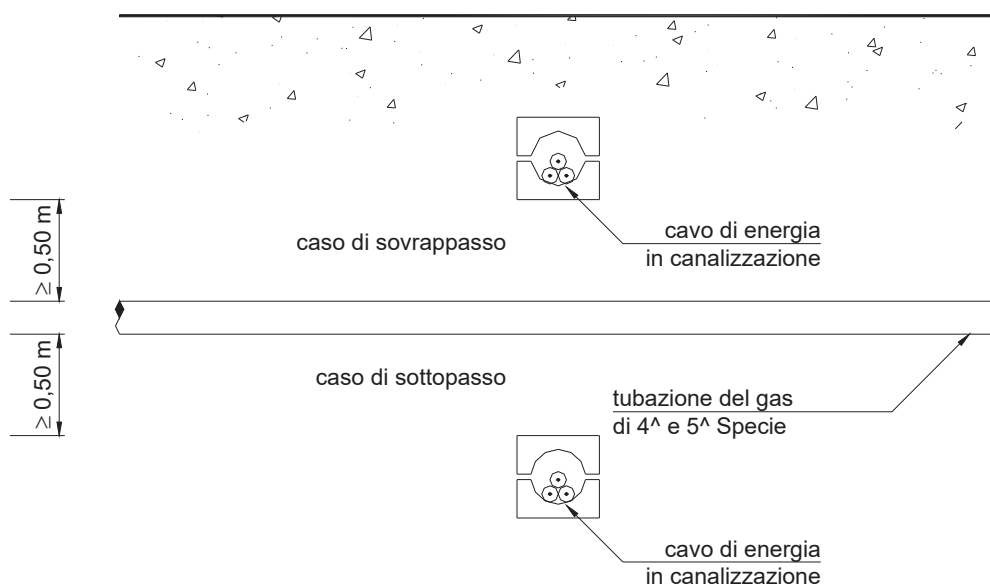 cavo di energia
in canalizzazione
≥ 0,50 m
caso di sovrappasso
≥ 0,50 m
caso di sottopasso
tubazione del gas
di 4^ e 5^ Specie
cavo di energia
in canalizzazione